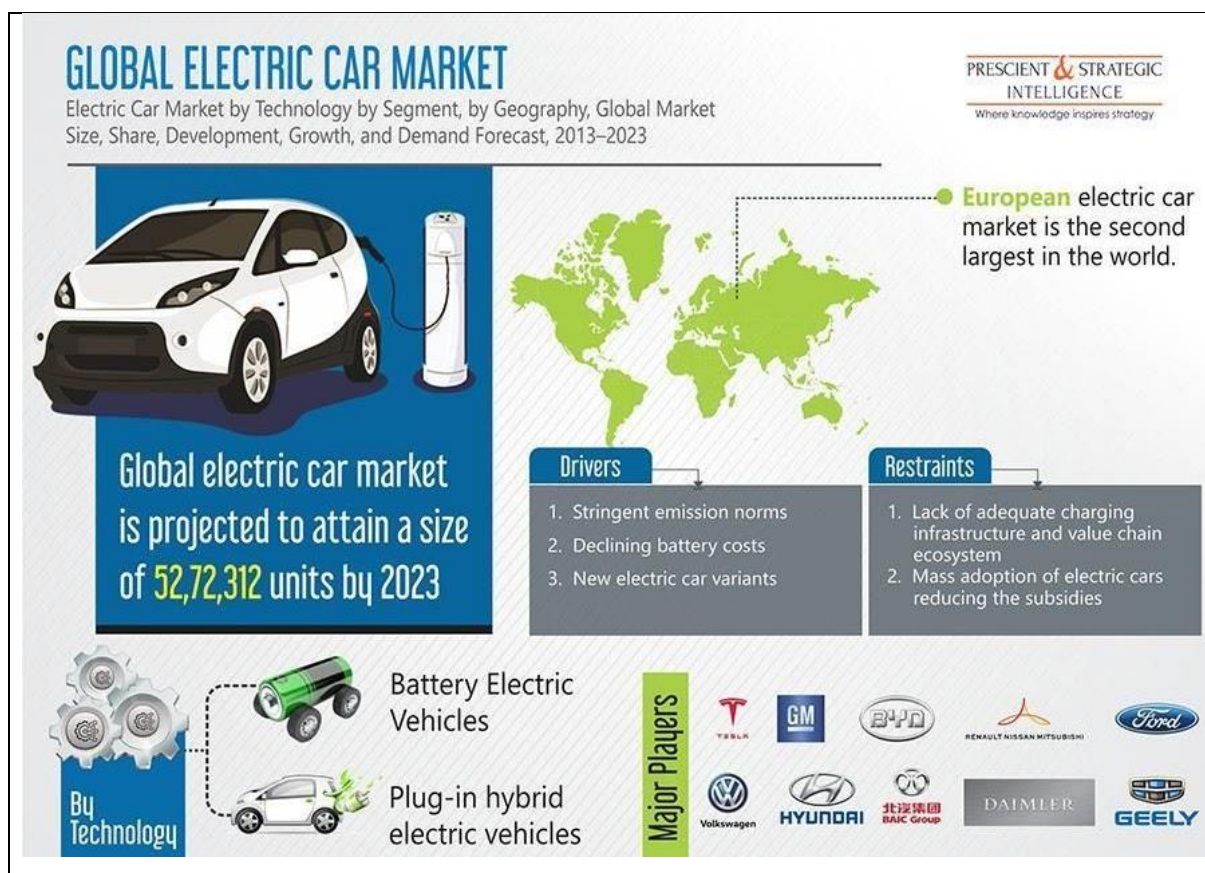 GLOBAL ELECTRIC CAR MARKET
Electric Car Market by Technology by Segment, by Geography, Global Market
Size, Share, Development, Growth, and Demand Forecast, 2013–2023
PRESCIENT & STRATEGIC
INTELLIGENCE
Where knowledge inspires strategy
European electric car
market is the second
largest in the world.
Global electric car market
is projected to attain a size
of 52,72,312 units by 2023
Drivers
1. Stringent emission norms
2. Declining battery costs
3. New electric car variants
Restraints
1. Lack of adequate charging
infrastructure and value chain
ecosystem
2. Mass adoption of electric cars
reducing the subsidies
By
Technology
Battery Electric
Vehicles
Plug-in hybrid
electric vehicles
Major Players
TESLA
GM
BYD
RENAULT NISSAN MITSUBISHI
Ford
Volkswagen
HYUNDAI
北汽集团
BAIC Group
DAIMLER
GEELY